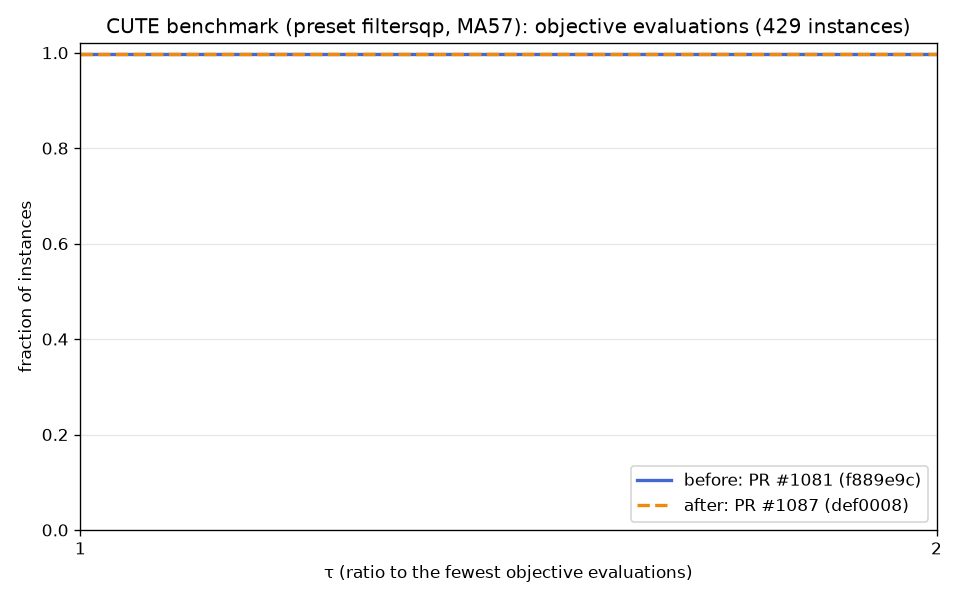 CUTE benchmark (preset filtersqp, MA57): objective evaluations (429 instances)
1.0
0.8
0.6
0.4
0.2
0.0
fraction of instances
before: PR #1081 (f889e9c)
after: PR #1087 (def0008)
1
2
τ (ratio to the fewest objective evaluations)